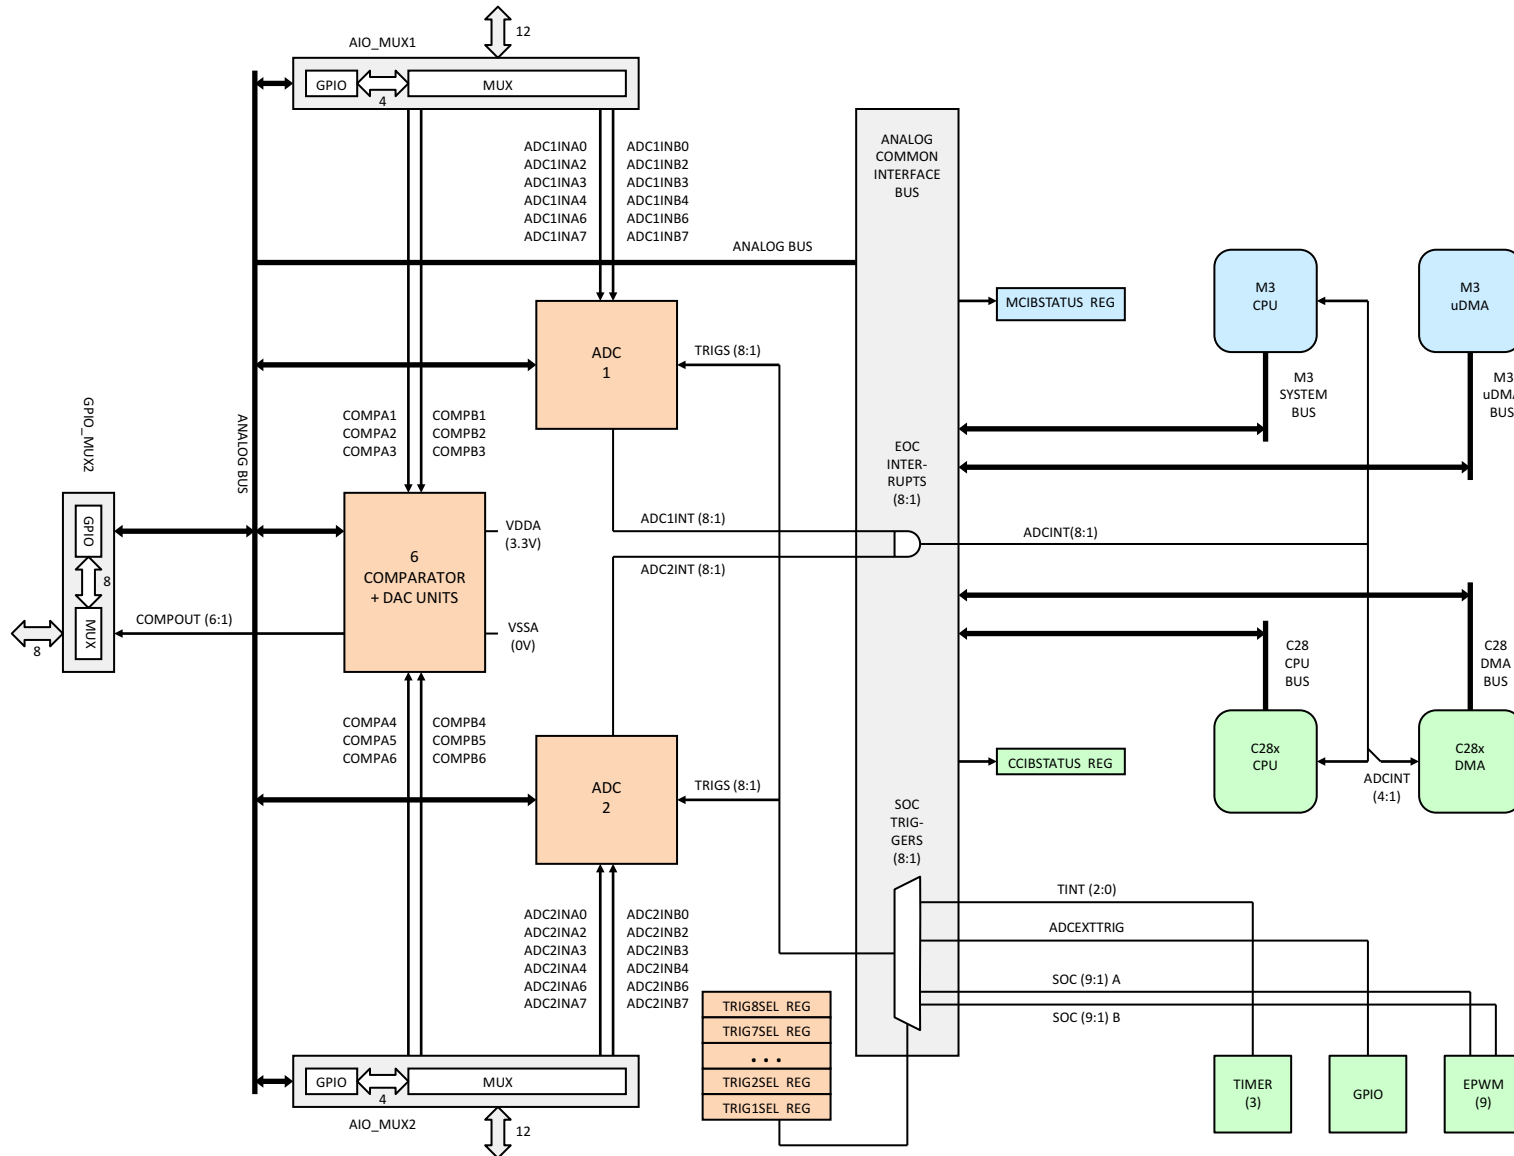 12
AIO_MUX1
GPIO
4
MUX
ADC1INA0
ADC1INA2
ADC1INA3
ADC1INA4
ADC1INA6
ADC1INA7
ADC1INB0
ADC1INB2
ADC1INB3
ADC1INB4
ADC1INB6
ADC1INB7
ANALOG
COMMON
INTERFACE
BUS
ANALOG BUS
MCIBSTATUS REG
M3
CPU
M3
uDMA
ADC
1
TRIGS (8:1)
M3
SYSTEM
BUS
M3
uDMA
BUS
GPIO_MUX2
ANALOG BUS
COMPA1
COMPA2
COMPA3
COMPB1
COMPB2
COMPB3
EOC
INTER-
RUPTS
(8:1)
GPIO
8
MUX
8
COMPOUT (6:1)
6
COMPARATOR
+ DAC UNITS
VDDA
(3.3V)
VSSA
(0V)
ADC1INT (8:1)
ADC2INT (8:1)
ADCINT(8:1)
C28
CPU
BUS
C28
DMA
BUS
COMPA4
COMPA5
COMPA6
COMPB4
COMPB5
COMPB6
ADC
2
TRIGS (8:1)
CCIBSTATUS REG
C28x
CPU
ADCINT
(4:1)
C28x
DMA
SOC
TRIG-
GERS
(8:1)
ADC2INA0
ADC2INA2
ADC2INA3
ADC2INA4
ADC2INA6
ADC2INA7
ADC2INB0
ADC2INB2
ADC2INB3
ADC2INB4
ADC2INB6
ADC2INB7
TINT (2:0)
ADCEXTTRIG
SOC (9:1) A
SOC (9:1) B
TRIG8SEL REG
TRIG7SEL REG
. . .
TRIG2SEL REG
TRIG1SEL REG
TIMER
(3)
GPIO
EPWM
(9)
GPIO
4
MUX
AIO_MUX2
12